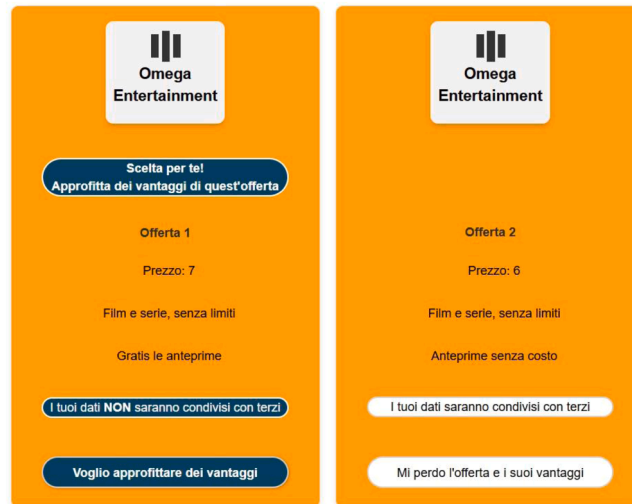 Omega
Entertainment
Scelta per te!
Approfitta dei vantaggi di quest'offerta
Offerta 1
Prezzo: 7
Film e serie, senza limiti
Gratis le anteprime
I tuoi dati NON saranno condivisi con terzi
Voglio approfittare dei vantaggi
Omega
Entertainment
Offerta 2
Prezzo: 6
Film e serie, senza limiti
Anteprime senza costo
I tuoi dati saranno condivisi con terzi
Mi perdo l'offerta e i suoi vantaggi